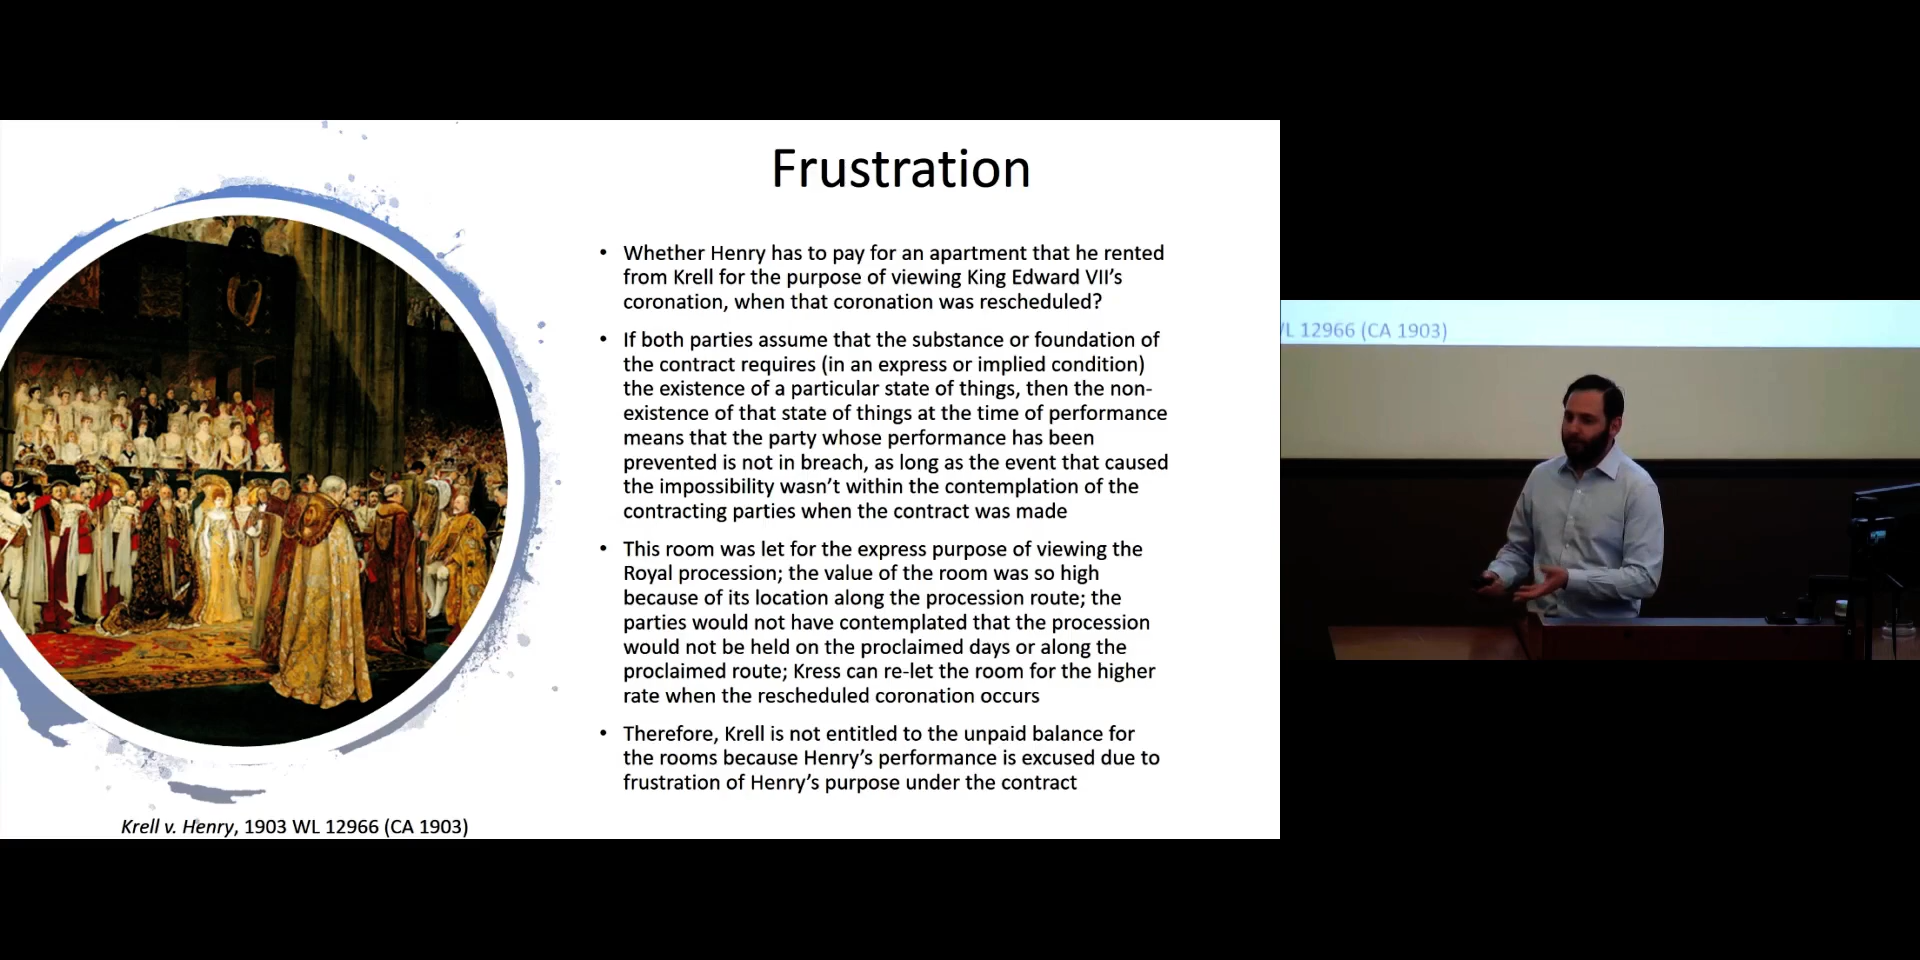 Frustration
• Whether Henry has to pay for an apartment that he rented
from Krell for the purpose of viewing King Edward VII's
coronation, when that coronation was rescheduled?
• If both parties assume that the substance or foundation of
the contract requires (in an express or implied condition)
the existence of a particular state of things, then the non-
existence of that state of things at the time of performance
means that the party whose performance has been
prevented is not in breach, as long as the event that caused
the impossibility wasn't within the contemplation of the
contracting parties when the contract was made
• This room was let for the express purpose of viewing the
Royal procession; the value of the room was so high
because of its location along the procession route; the
parties would not have contemplated that the procession
would not be held on the proclaimed days or along the
proclaimed route; Kress can re-let the room for the higher
rate when the rescheduled coronation occurs
• Therefore, Krell is not entitled to the unpaid balance for
the rooms because Henry's performance is excused due to
frustration of Henry's purpose under the contract
Krell v. Henry, 1903 WL 12966 (CA 1903)
WL 12966 (CA 1903)